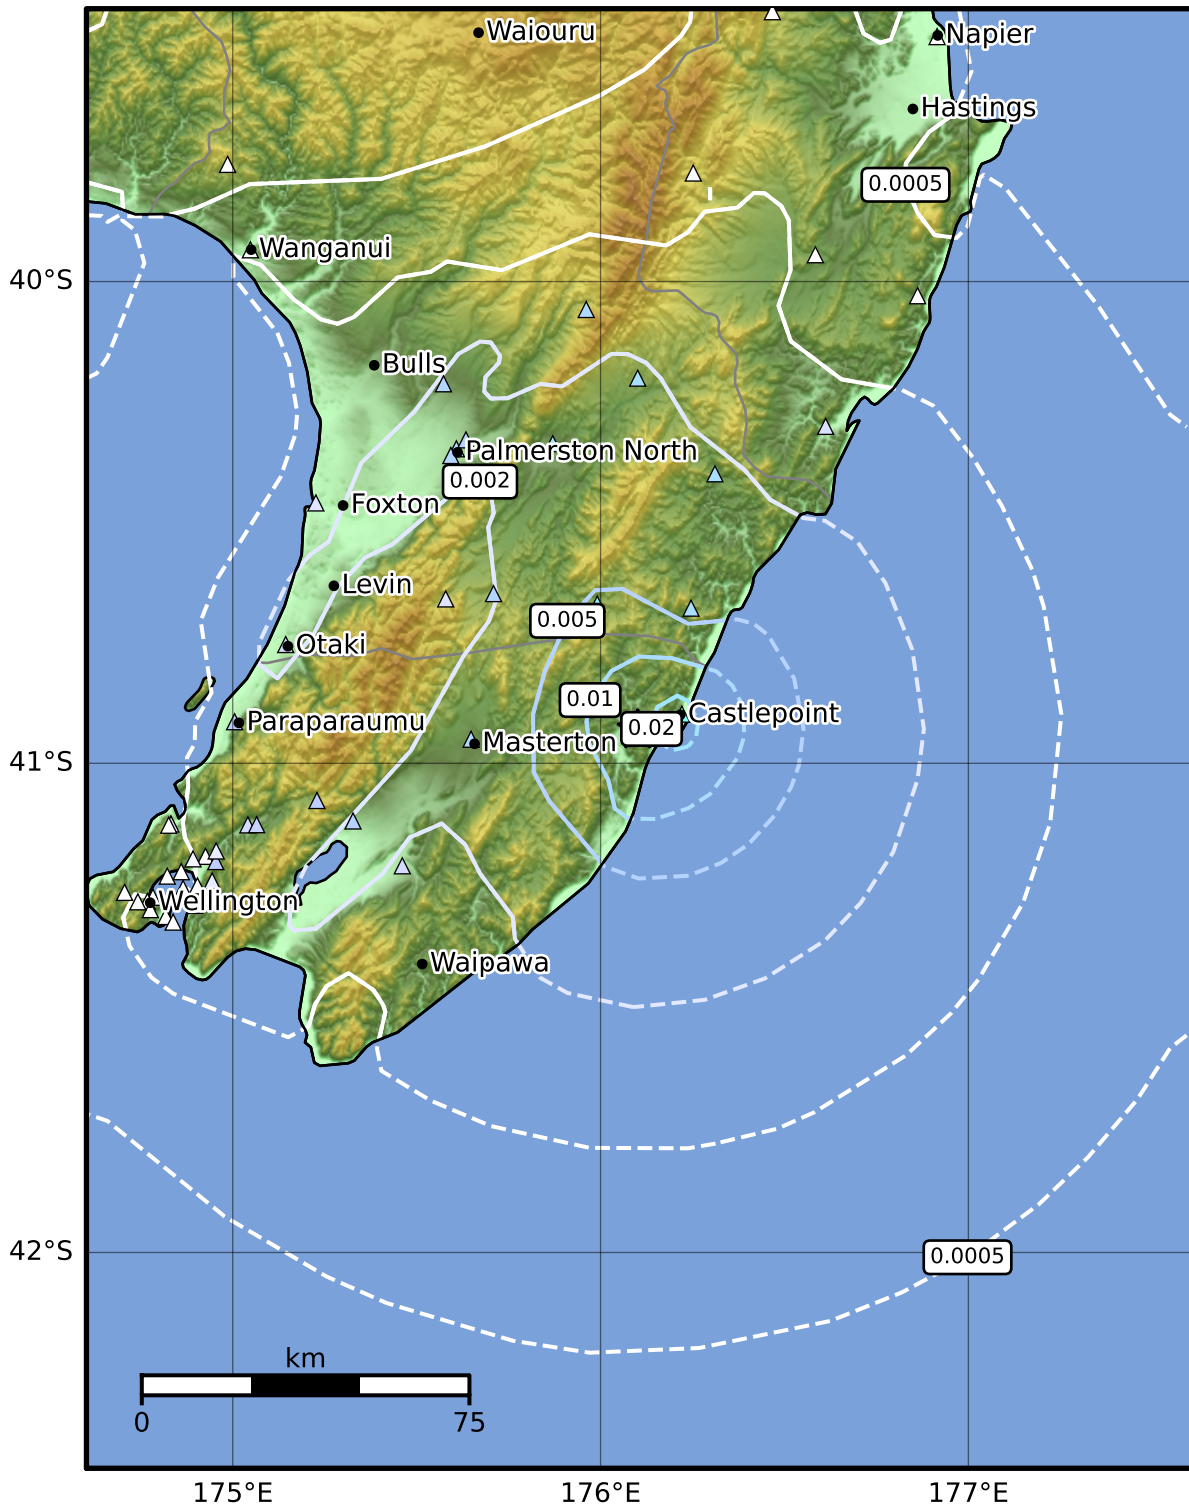 Waiouru
Napier
Hastings
0.0005
Wanganui
40°S
Bulls
Palmerston North
0.002
Foxton
Levin
0.005
Otaki
0.01
Castlepoint
Paraparaumu
0.02
Masterton
41°S
Wellington
Waipawa
42°S
0.0005
km
0 75
175°E 176°E 177°E